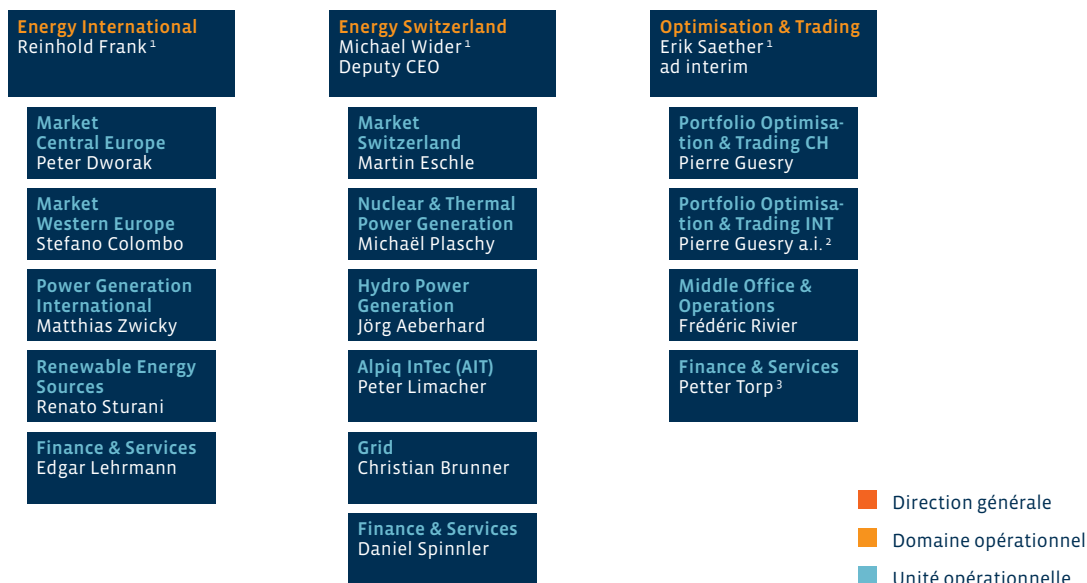 Energy International
Reinhold Frank ¹
Market
Central Europe
Peter Dworak
Market
Western Europe
Stefano Colombo
Power Generation
International
Matthias Zwicky
Renewable Energy
Sources
Renato Sturani
Finance & Services
Edgar Lehrmann
Energy Switzerland
Michael Wider ¹
Deputy CEO
Market
Switzerland
Martin Eschle
Nuclear & Thermal
Power Generation
Michaël Plaschy
Hydro Power
Generation
Jörg Aeberhard
Alpiq InTec (AIT)
Peter Limacher
Grid
Christian Brunner
Finance & Services
Daniel Spinnler
Optimisation & Trading
Erik Saether ¹
ad interim
Portfolio Optimisa-
tion & Trading CH
Pierre Guesry
Portfolio Optimisa-
tion & Trading INT
Pierre Guesry a.i. ²
Middle Office &
Operations
Frédéric Rivier
Finance & Services
Petter Torp ³
Direction générale
Domaine opérationnel
Unité opérationnelle